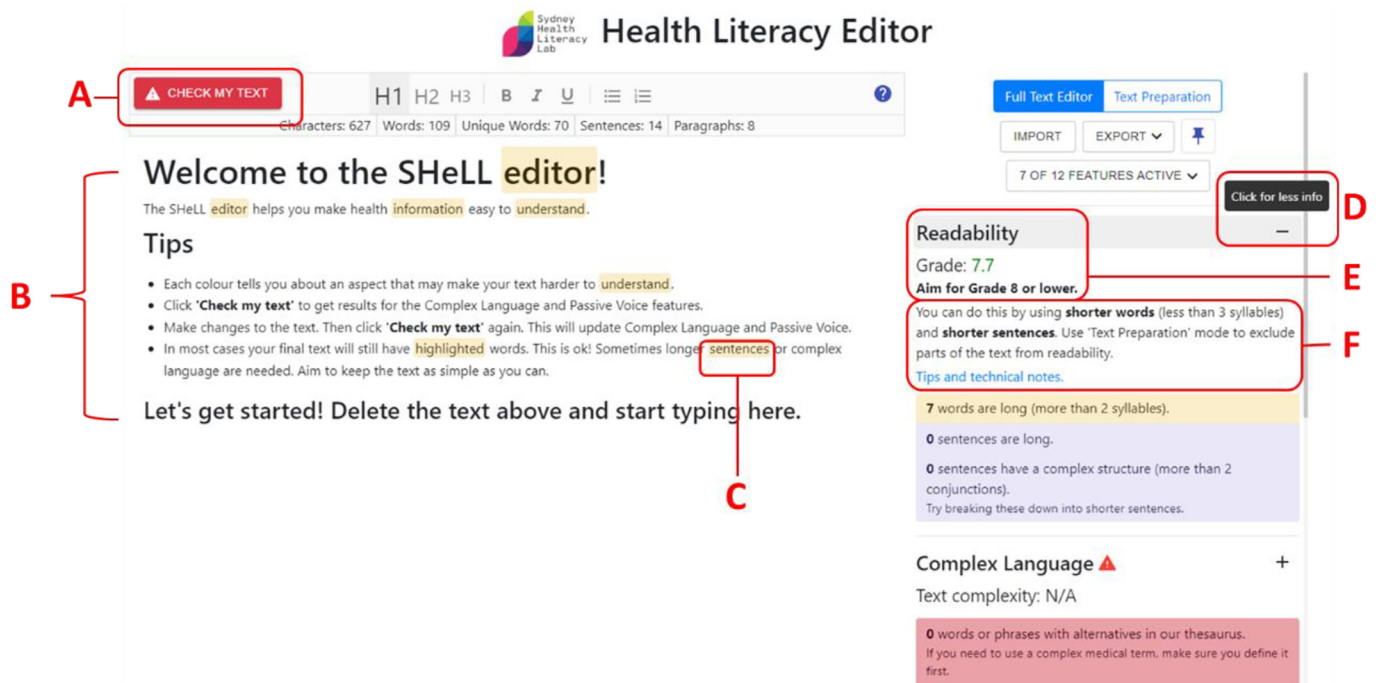 Sydney
Health
Literacy
Lab
Health Literacy Editor
A
CHECK MY TEXT
H1 H2 H3 B I U
?
Characters: 627 Words: 109 Unique Words: 70 Sentences: 14 Paragraphs: 8
B
Welcome to the SHeLL editor!
The SHeLL editor helps you make health information easy to understand.
Tips
• Each colour tells you about an aspect that may make your text harder to understand.
• Click 'Check my text' to get results for the Complex Language and Passive Voice features.
• Make changes to the text. Then click 'Check my text' again. This will update Complex Language and Passive Voice.
• In most cases your final text will still have highlighted words. This is ok! Sometimes longer sentences or complex
language are needed. Aim to keep the text as simple as you can.
Let's get started! Delete the text above and start typing here.
C
Full Text Editor Text Preparation
IMPORT EXPORT
7 OF 12 FEATURES ACTIVE
Click for less info
D
Readability −
Grade: 7.7
Aim for Grade 8 or lower.
E
You can do this by using shorter words (less than 3 syllables)
and shorter sentences. Use 'Text Preparation' mode to exclude
parts of the text from readability.
Tips and technical notes.
F
7 words are long (more than 2 syllables).
0 sentences are long.
0 sentences have a complex structure (more than 2
conjunctions).
Try breaking these down into shorter sentences.
Complex Language +
Text complexity: N/A
0 words or phrases with alternatives in our thesaurus.
If you need to use a complex medical term, make sure you define it
first.